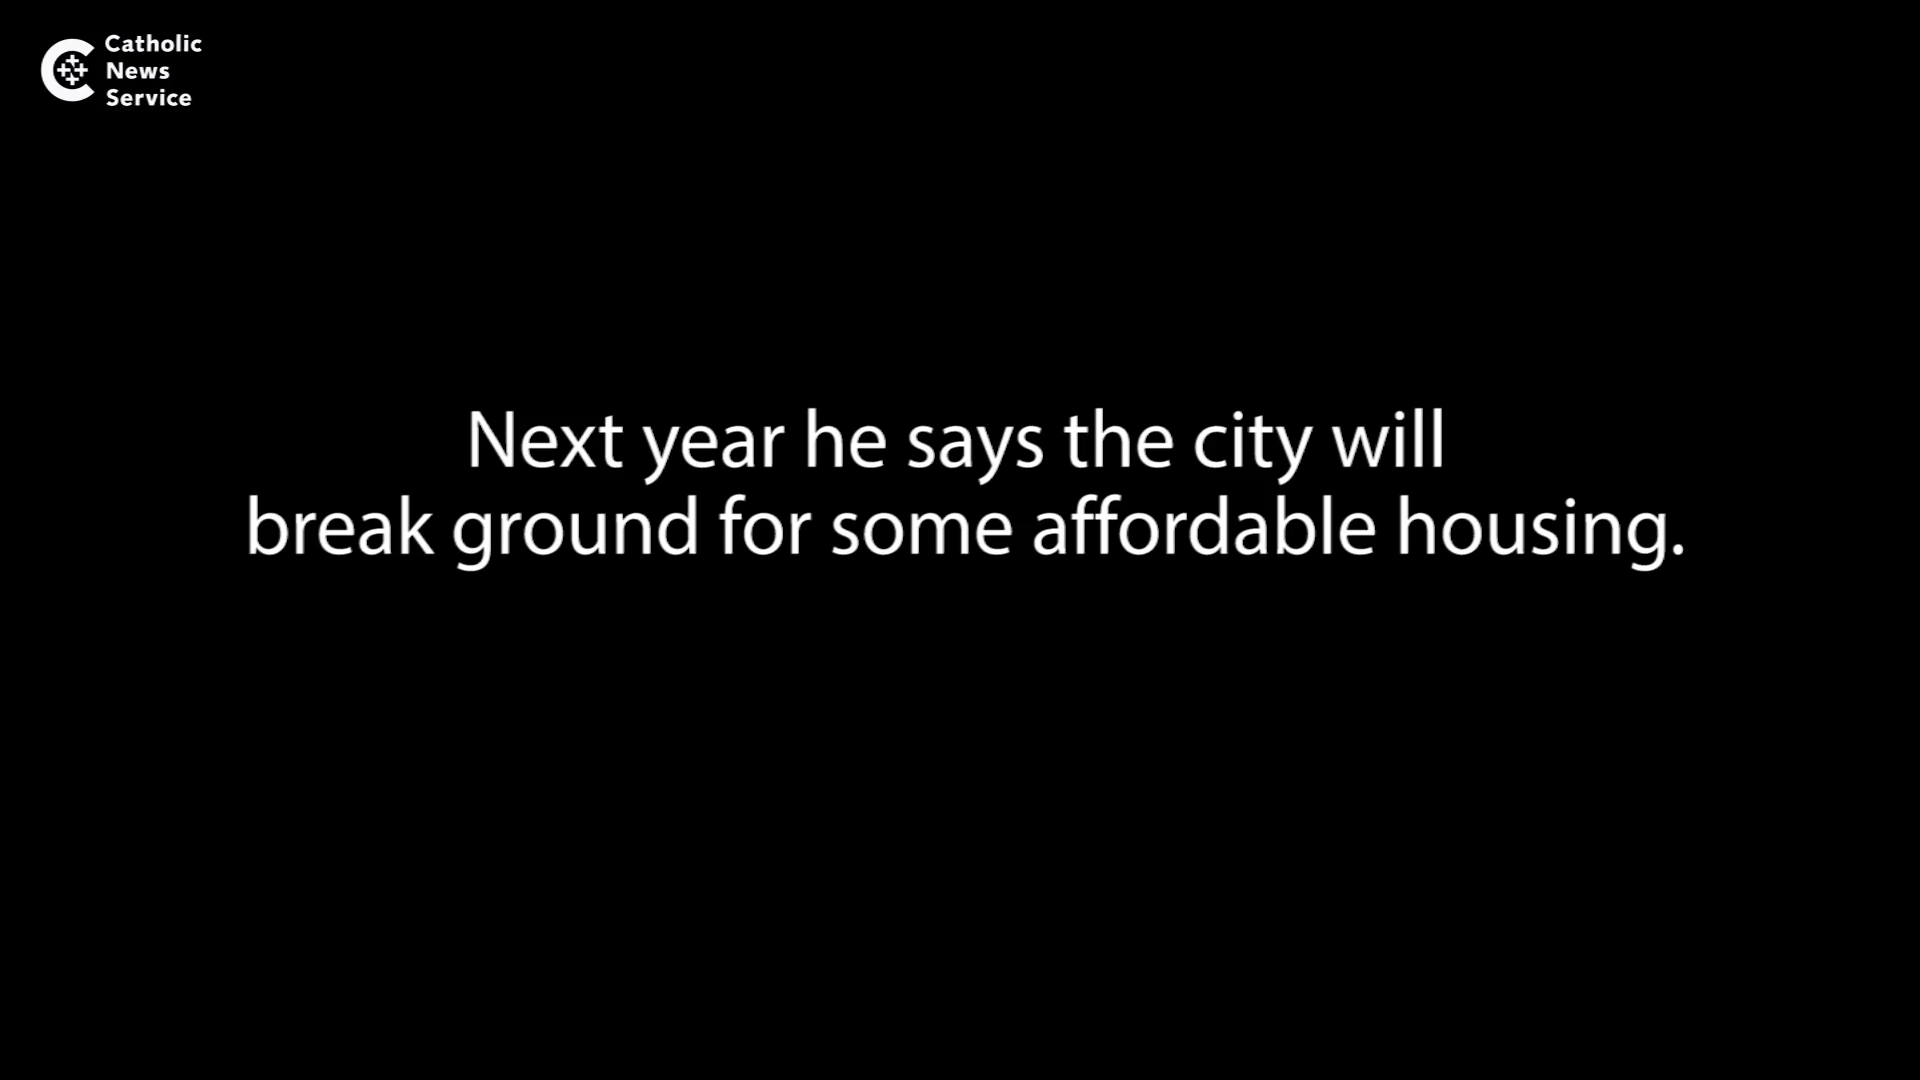 Catholic
News
Service
Next year he says the city will
break ground for some affordable housing.